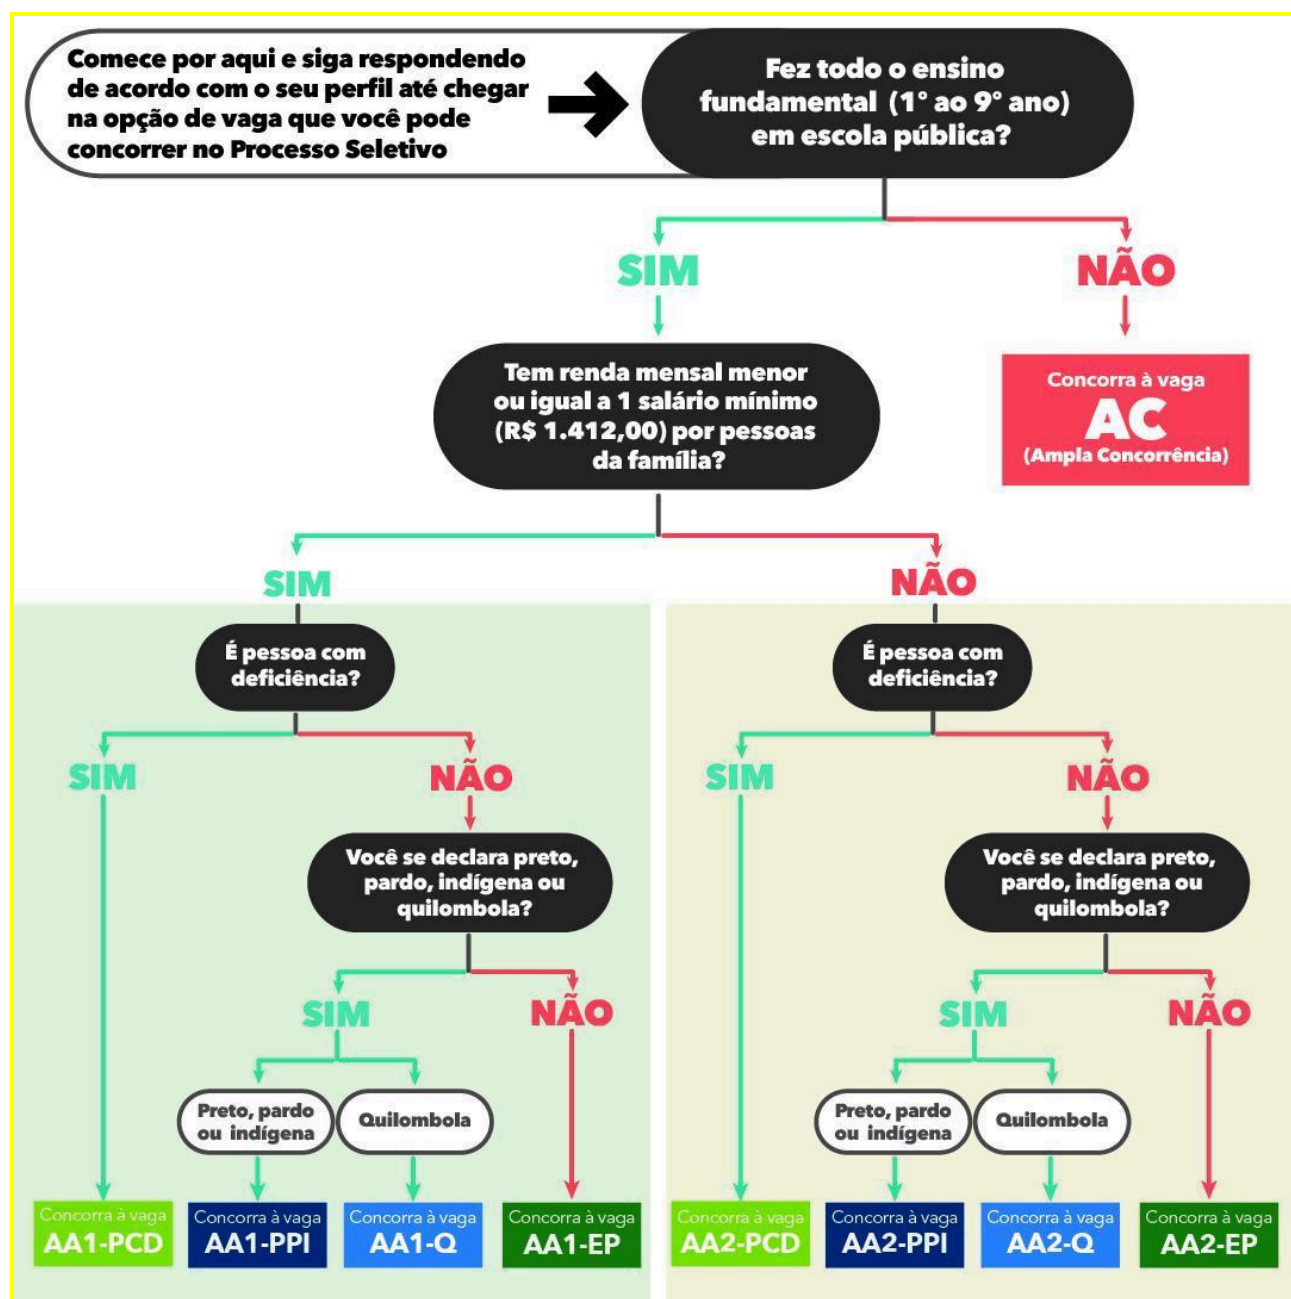 Comece por aqui e siga respondendo
de acordo com o seu perfil até chegar
na opção de vaga que você pode
concorrer no Processo Seletivo
Fez todo o ensino
fundamental (1º ao 9º ano)
em escola pública?
SIM
NÃO
Tem renda mensal menor
ou igual a 1 salário mínimo
(R$ 1.412,00) por pessoas
da família?
Concorra à vaga
AC
(Ampla Concorrência)
SIM
NÃO
É pessoa com
deficiência?
É pessoa com
deficiência?
SIM
NÃO
SIM
NÃO
Você se declara preto,
pardo, indígena ou
quilombola?
Você se declara preto,
pardo, indígena ou
quilombola?
SIM
NÃO
SIM
NÃO
Preto, pardo
ou indígena
Quilombola
Preto, pardo
ou indígena
Quilombola
Concorra à vaga
AA1-PCD
Concorra à vaga
AA1-PPI
Concorra à vaga
AA1-Q
Concorra à vaga
AA1-EP
Concorra à vaga
AA2-PCD
Concorra à vaga
AA2-PPI
Concorra à vaga
AA2-Q
Concorra à vaga
AA2-EP